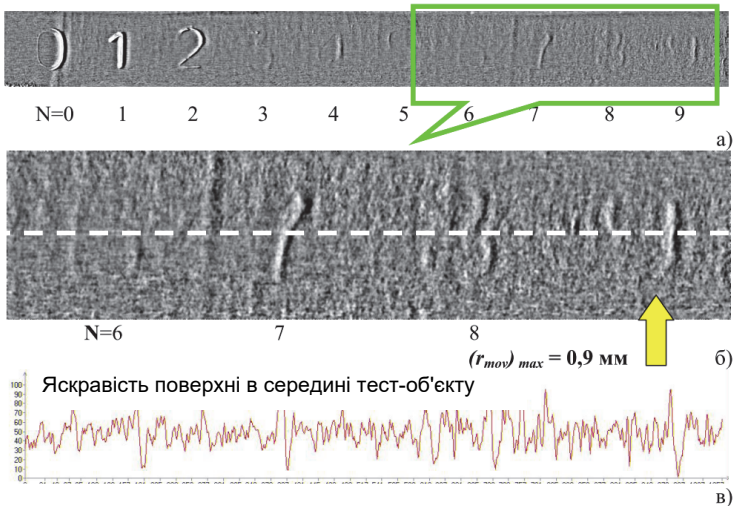 0 1 2
N=0 1 2 3 4 5 6 7 8 9
а)
N=6 7 8
(r_mov) max = 0,9 мм
б)
Яскравість поверхні в середині тест-об'єкту
100
90
80
70
60
50
40
30
20
10
0
в)